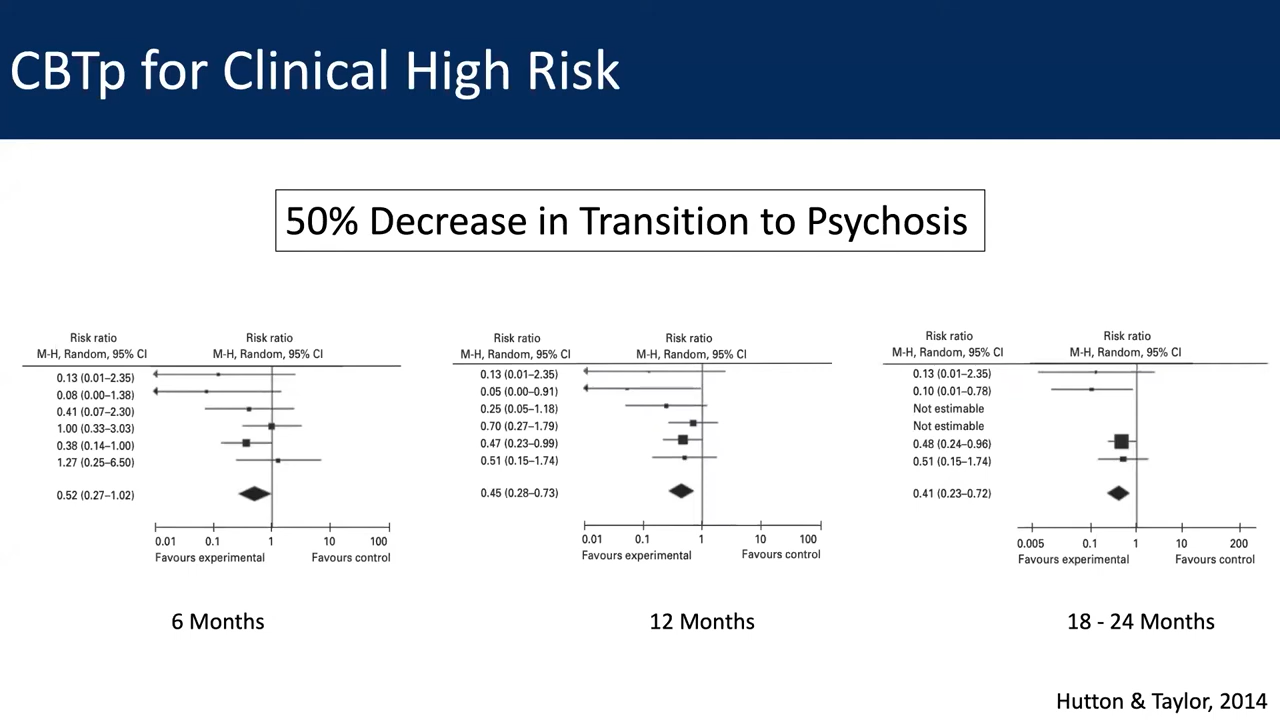 CBTp for Clinical High Risk
50% Decrease in Transition to Psychosis
Risk ratio
M-H, Random, 95% CI
Risk ratio
M-H, Random, 95% CI
0.13 (0.01–2.35)
0.08 (0.00–1.38)
0.41 (0.07–2.30)
1.00 (0.33–3.03)
0.38 (0.14–1.00)
1.27 (0.25–6.50)
0.52 (0.27–1.02)
0.01 0.1 1 10 100
Favours experimental Favours control
6 Months
Risk ratio
M-H, Random, 95% CI
Risk ratio
M-H, Random, 95% CI
0.13 (0.01–2.35)
0.05 (0.00–0.91)
0.25 (0.05–1.18)
0.70 (0.27–1.79)
0.47 (0.23–0.99)
0.51 (0.15–1.74)
0.45 (0.28–0.73)
0.01 0.1 1 10 100
Favours experimental Favours control
12 Months
Risk ratio
M-H, Random, 95% CI
Risk ratio
M-H, Random, 95% CI
0.13 (0.01–2.35)
0.10 (0.01–0.78)
Not estimable
Not estimable
0.48 (0.24–0.96)
0.51 (0.15–1.74)
0.41 (0.23–0.72)
0.005 0.1 1 10 200
Favours experimental Favours control
18 - 24 Months
Hutton & Taylor, 2014